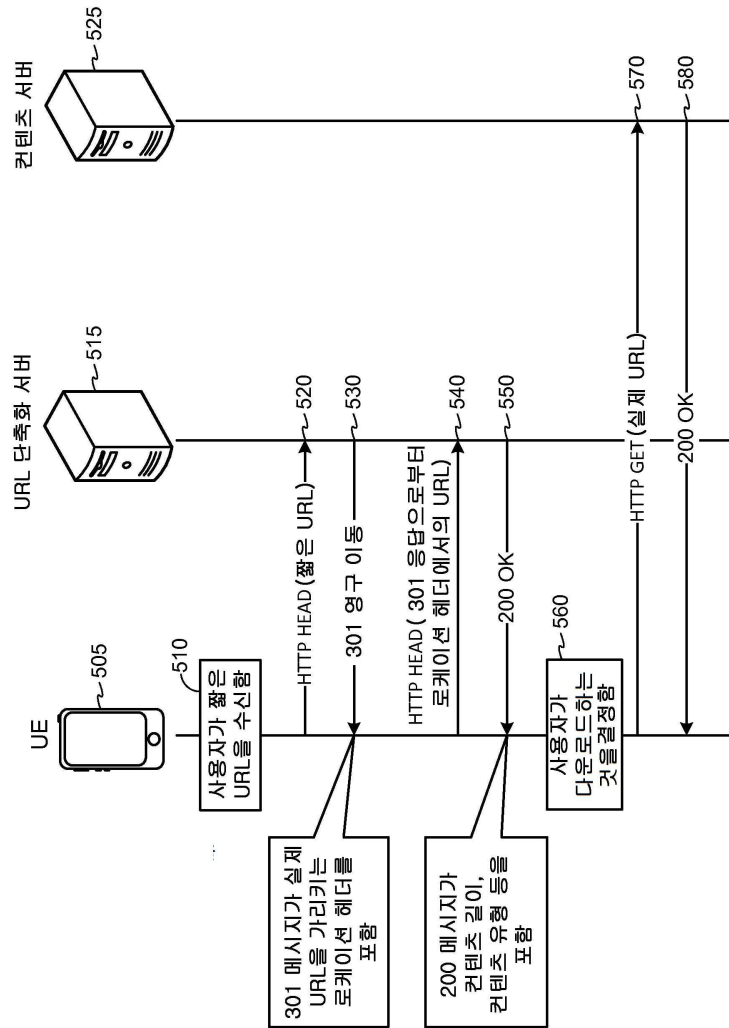 UE
505
URL 단축화 서버
515
컨텐츠 서버
525
510
사용자가 짧은
URL을 수신함
HTTP HEAD(짧은 URL)
520
301 영구 이동
530
301 메시지가 실제
URL을 가리키는
로케이션 헤더를
포함
HTTP HEAD( 301 응답으로부터
로케이션 헤더에서의 URL)
540
200 OK
550
200 메시지가
컨텐츠 길이,
컨텐츠 유형 등을
포함
560
사용자가
다운로드하는
것을결정함
HTTP GET(실제 URL)
570
200 OK
580